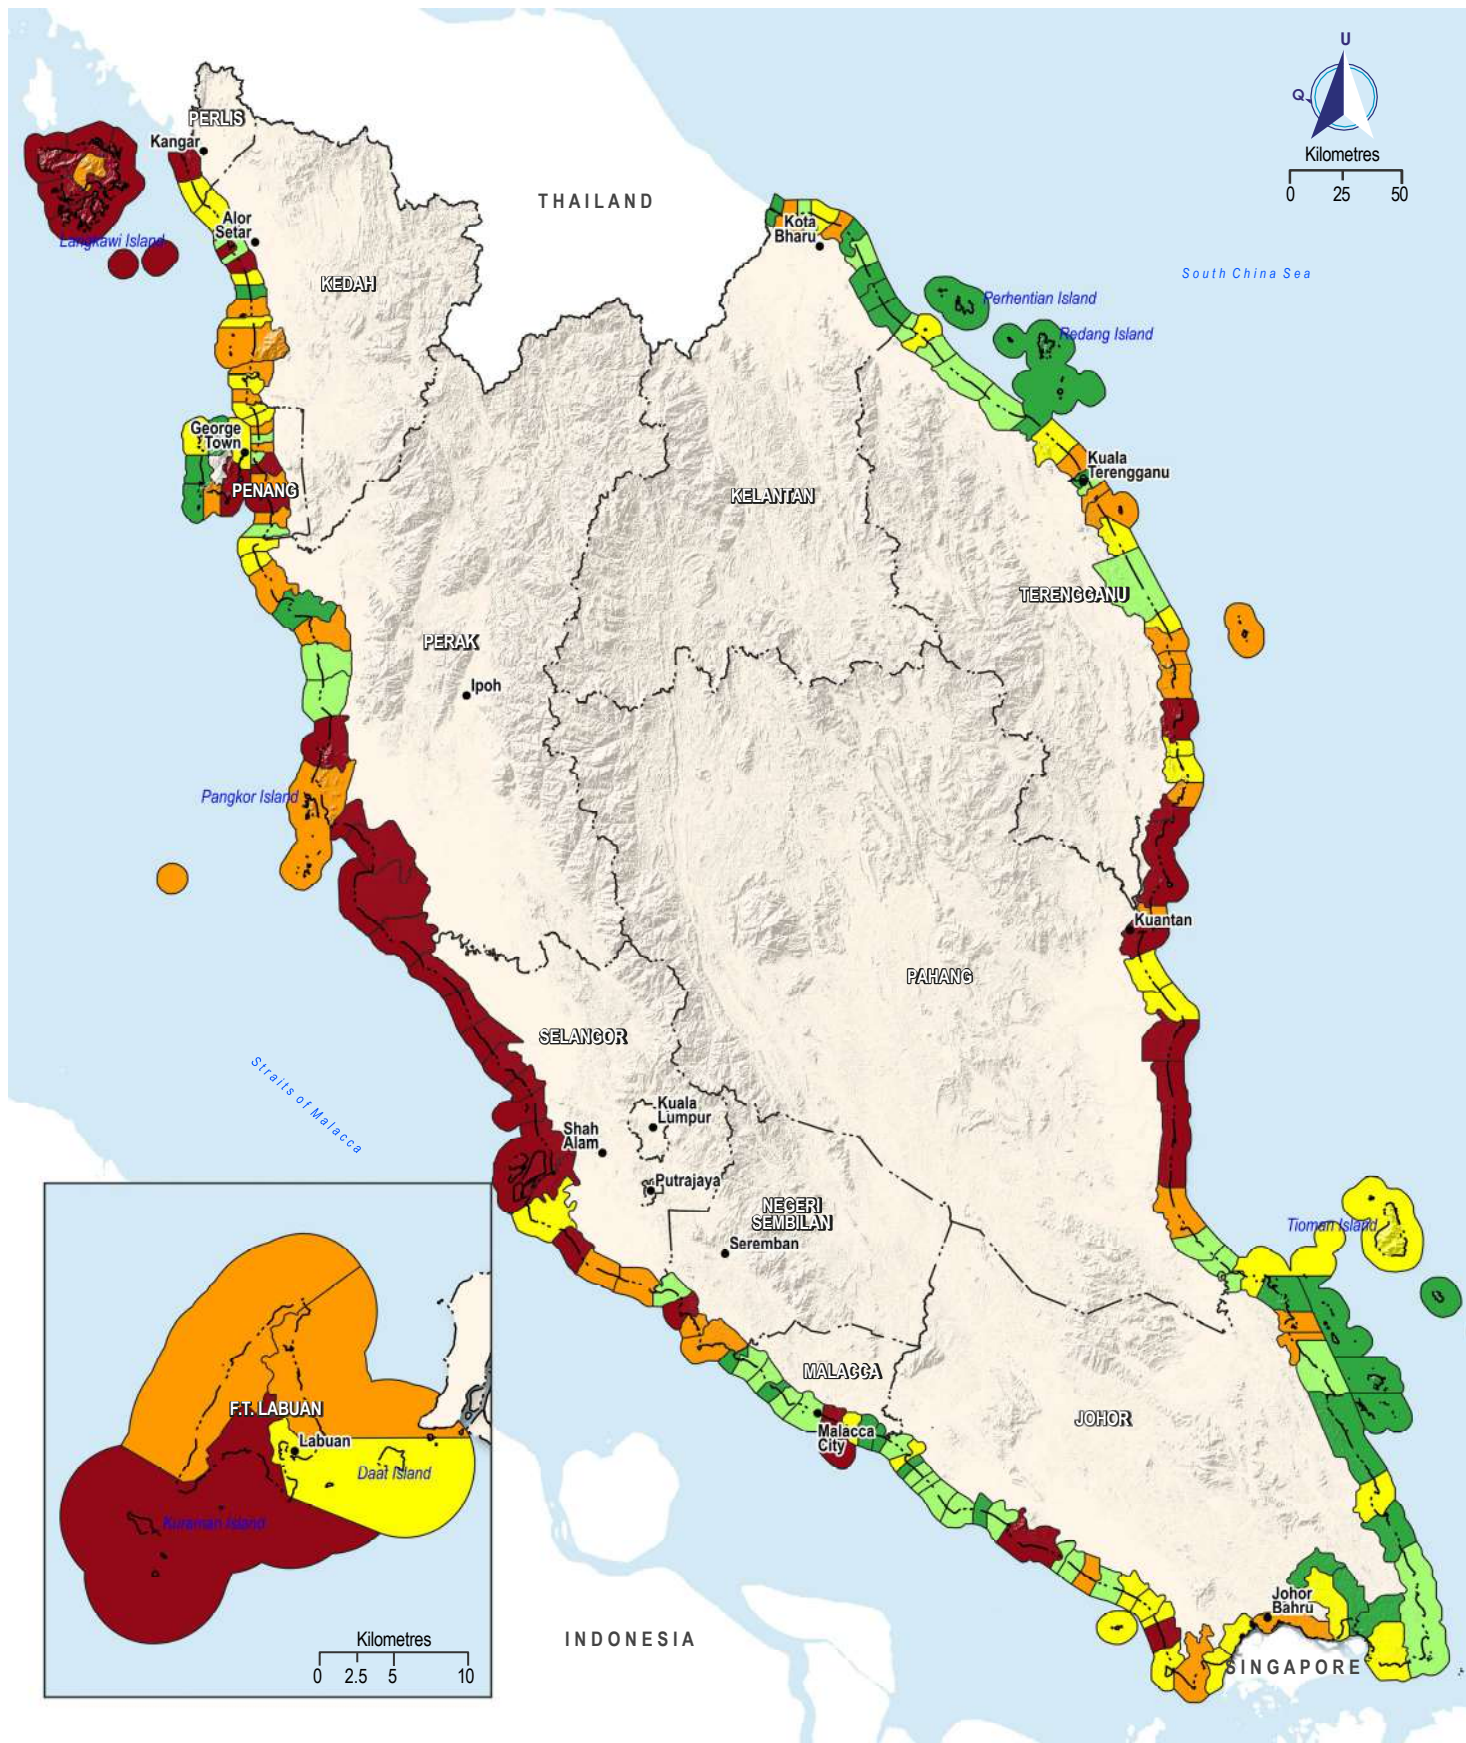 U
Q
Kilometres
0 25 50
PERLIS
Kangar
THAILAND
Alor
Setar
Langkawi Island
KEDAH
Kota
Bharu
South China Sea
Perhentian Island
Redang Island
George
Town
PENANG
KELANTAN
Kuala
Terengganu
TERENGGANU
PERAK
Ipoh
Pangkor Island
Kuantan
PAHANG
SELANGOR
Straits of Malacca
Kuala
Lumpur
Shah
Alam
Putrajaya
NEGERI
SEMBILAN
Seremban
Tioman Island
MALACCA
Malacca
City
JOHOR
F.T. LABUAN
Labuan
Daat Island
Kuraman Island
Kilometres
0 2.5 5 10
INDONESIA
Johor
Bahru
SINGAPORE